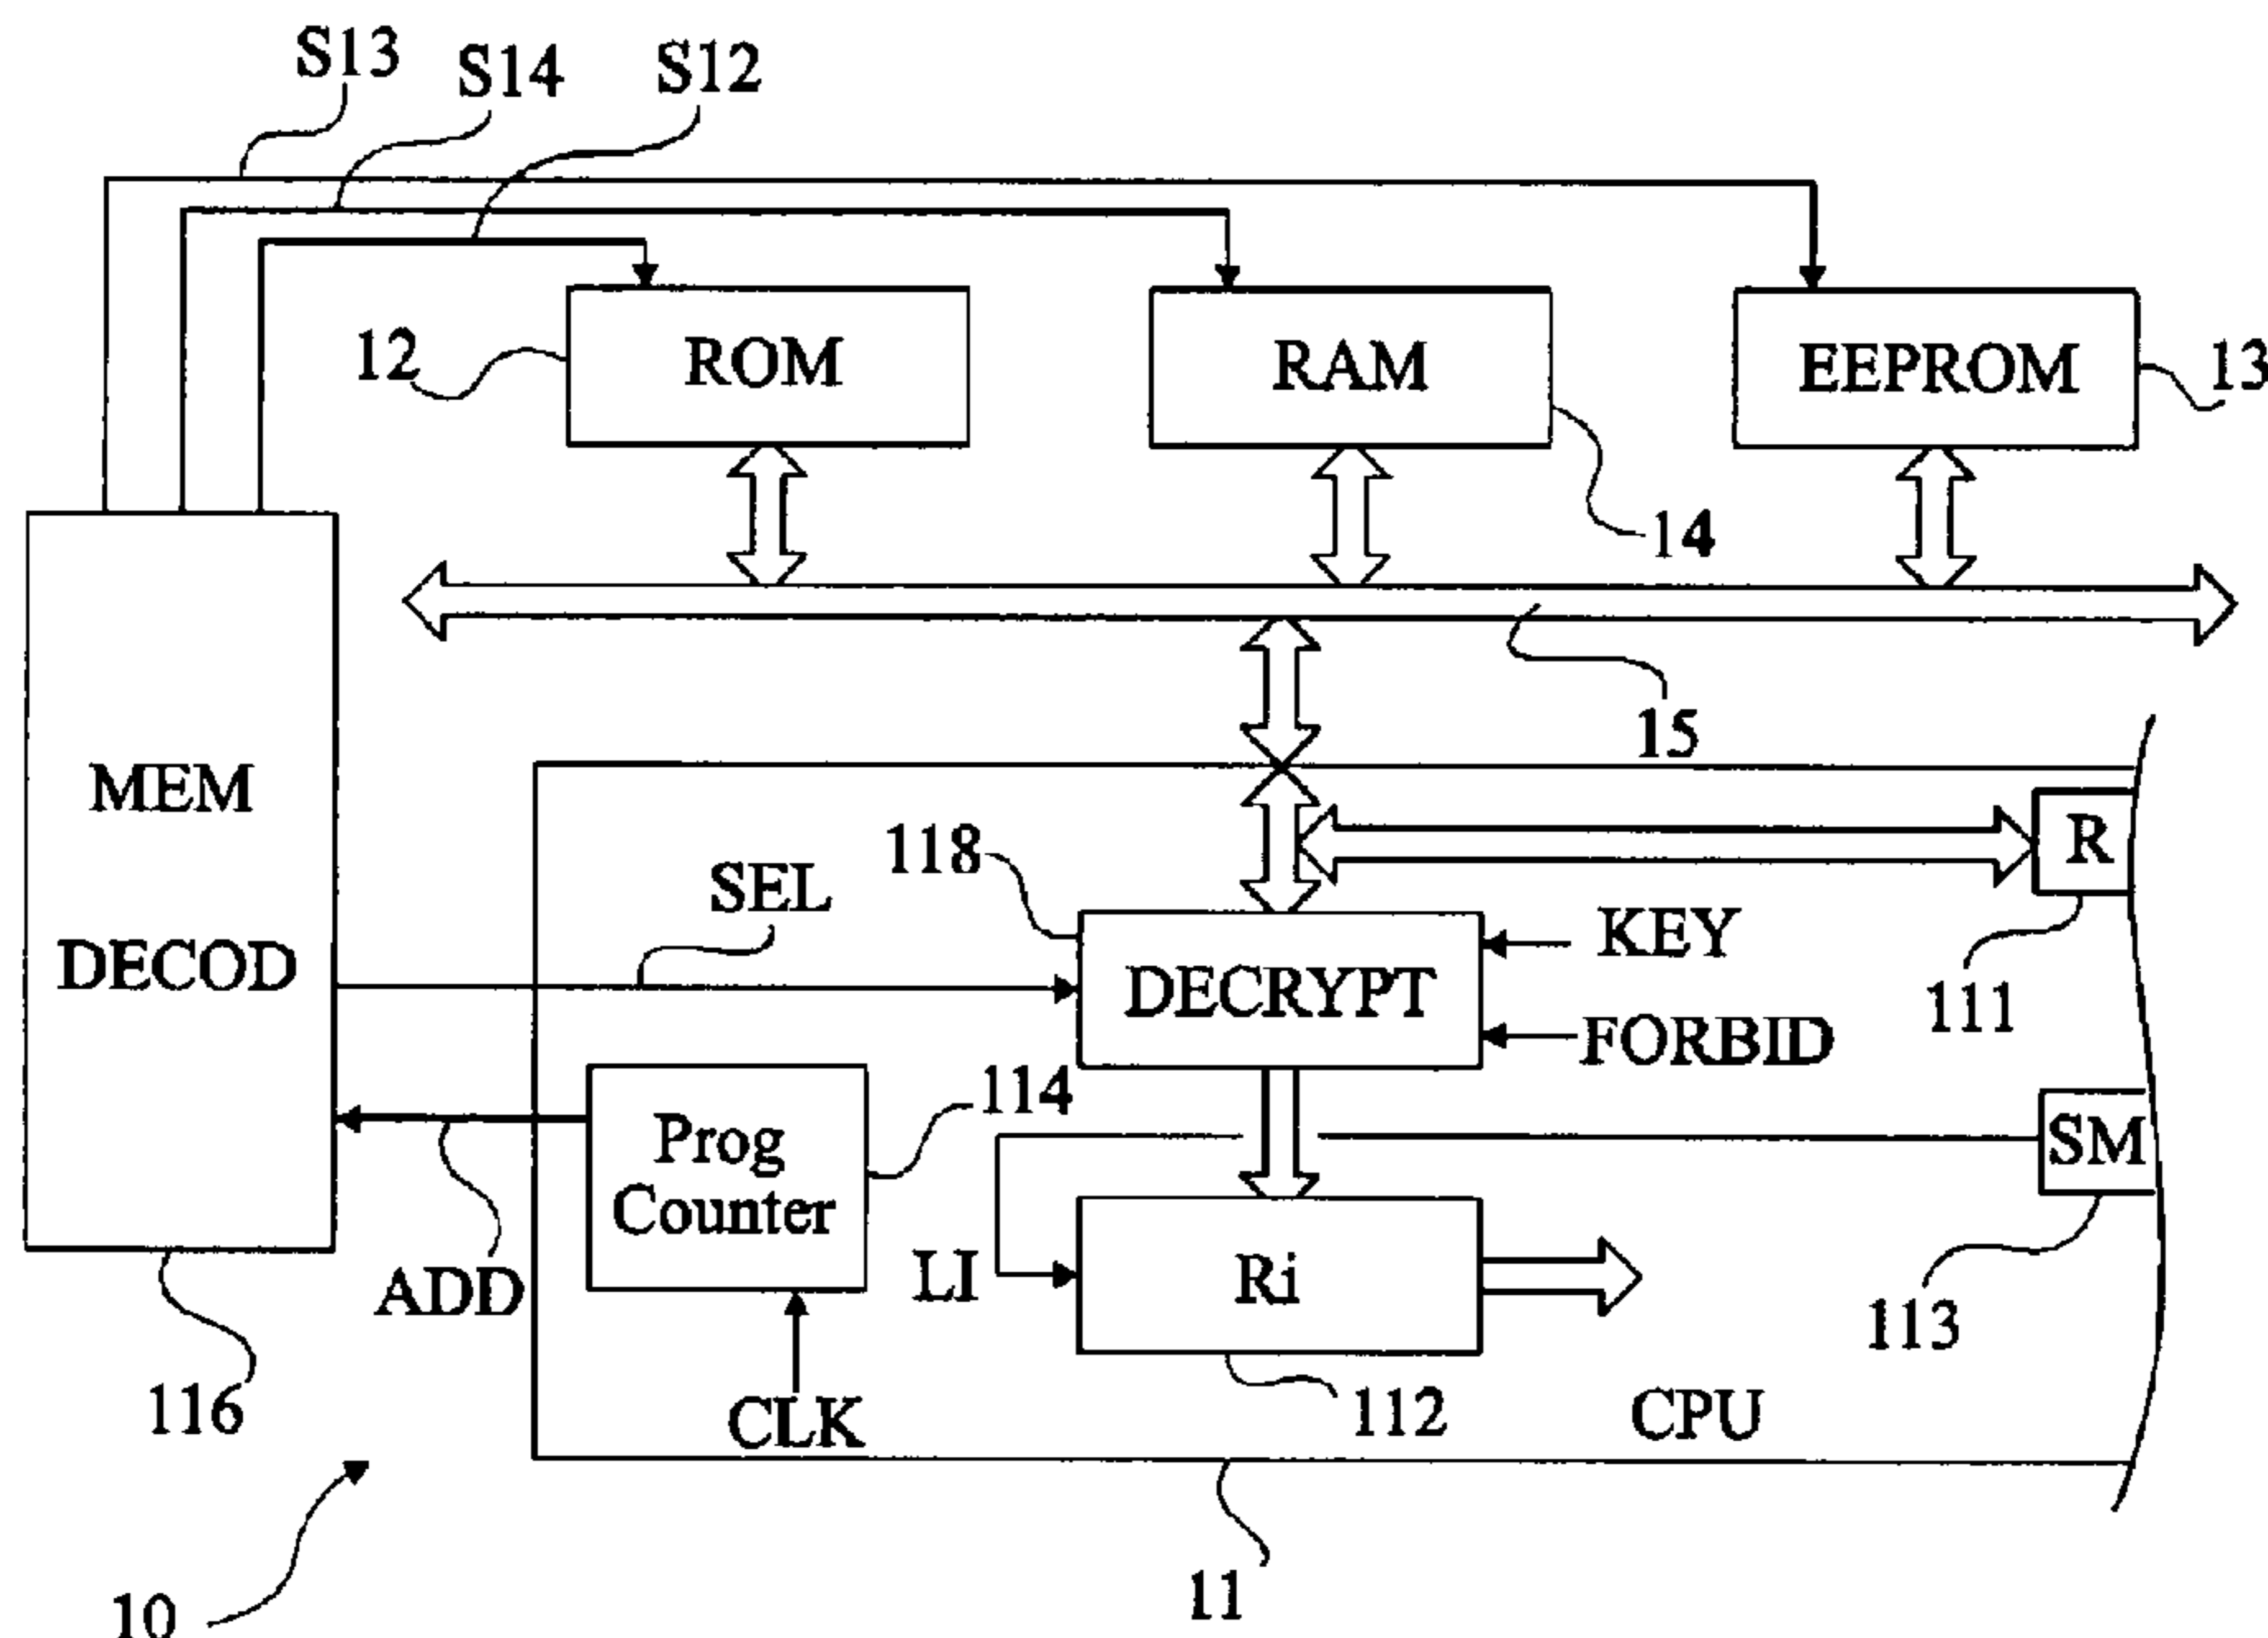 S13
S14
S12
12
ROM
RAM
EEPROM
13
14
15
MEM
DECOD
118
R
SEL
KEY
DECRYPT
111
FORBID
114
Prog
Counter
SM
ADD
LI
Ri
113
116
CLK
112
CPU
10
11